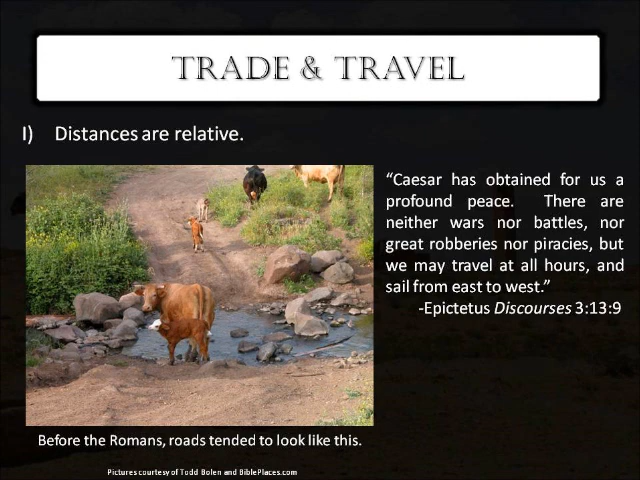 TRADE & TRAVEL
I) Distances are relative.
“Caesar has obtained for us a
profound peace. There are
neither wars nor battles, nor
great robberies nor piracies, but
we may travel at all hours, and
sail from east to west.”
-Epictetus Discourses 3:13:9
Before the Romans, roads tended to look like this.
Pictures courtesy of Todd Bolen and BiblePlaces.com